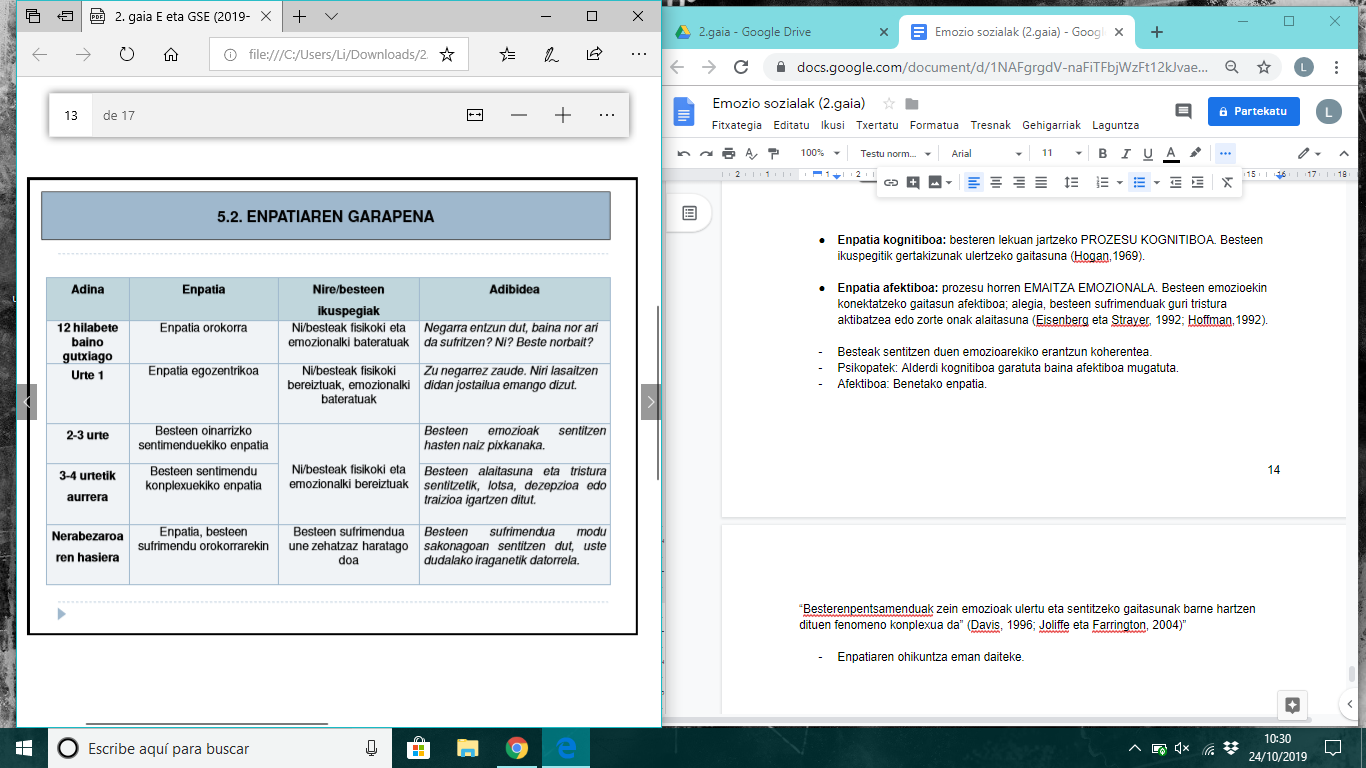 2. gaia E eta GSE (2019-
file:///C:/Users/Li/Downloads/2.
13 de 17
5.2. ENPATIAREN GARAPENA
Adina Enpatia Nire/besteen ikuspegiak Adibidea
12 hilabete baino gutxiago
Enpatia orokorra
Ni/besteak fisikoki eta
emozionalki bateratuak
Negarra entzun dut, baina nor ari
da sufritzen? Ni? Beste norbait?
Urte 1
Enpatia egozentrikoa
Ni/besteak fisikoki
bereiztuak, emozionalki
bateratuak
Zu negarrez zaude. Niri lasaitzen
didan jostailua emango dizut.
2-3 urte
Besteen oinarrizko
sentimenduekiko enpatia
Ni/besteak fisikoki eta
emozionalki bereiztuak
Besteen emozioak sentitzen
hasten naiz pixkanaka.
3-4 urtetik
aurrera
Besteen sentimendu
konplexuekiko enpatia
Besteen alaitasuna eta tristura
sentitzetik, lotsa, dezepzioa edo
traizioa igartzen ditut.
Nerabezaroa
ren hasiera
Enpatia, besteen
sufrimendu orokorrarekin
Besteen sufrimendua
une zehatzaz haratago
doa
Besteen sufrimendua modu
sakonagoan sentitzen dut, uste
dudalako iraganetik datorrela.
2.gaia - Google Drive
Emozio sozialak (2.gaia) - Googl
docs.google.com/document/d/1NAFgrgdV-naFiTFbjWzFt12kJvae...
L
Emozio sozialak (2.gaia)
Fitxategia Editatu Ikusi Txertatu Formatua Tresnak Gehigarriak Laguntza
Partekatu
L
100% Testu norm... Arial 11 B I U A
2 1 1 2 15 16 17 18
● Enpatia kognitiboa: besteren lekuan jartzeko PROZESU KOGNITIBOA. Besteen
ikuspegitik gertakizunak ulertzeko gaitasuna (Hogan,1969).
● Enpatia afektiboa: prozesu horren EMAITZA EMOZIONALA. Besteen emozioekin
konektatzeko gaitasun afektiboa; alegia, besteen sufrimenduak guri tristura
aktibatzea edo zorte onak alaitasuna (Eisenberg eta Strayer, 1992; Hoffman,1992).
- Besteak sentitzen duen emozioarekiko erantzun koherentea.
- Psikopatek: Alderdi kognitiboa garatuta baina afektiboa mugatuta.
- Afektiboa: Benetako enpatia.
14
“Besterenpentsamenduak zein emozioak ulertu eta sentitzeko gaitasunak barne hartzen
dituen fenomeno konplexua da” (Davis, 1996; Joliffe eta Farrington, 2004)”
- Enpatiaren ohikuntza eman daiteke.
Escribe aquí para buscar
10:30
24/10/2019